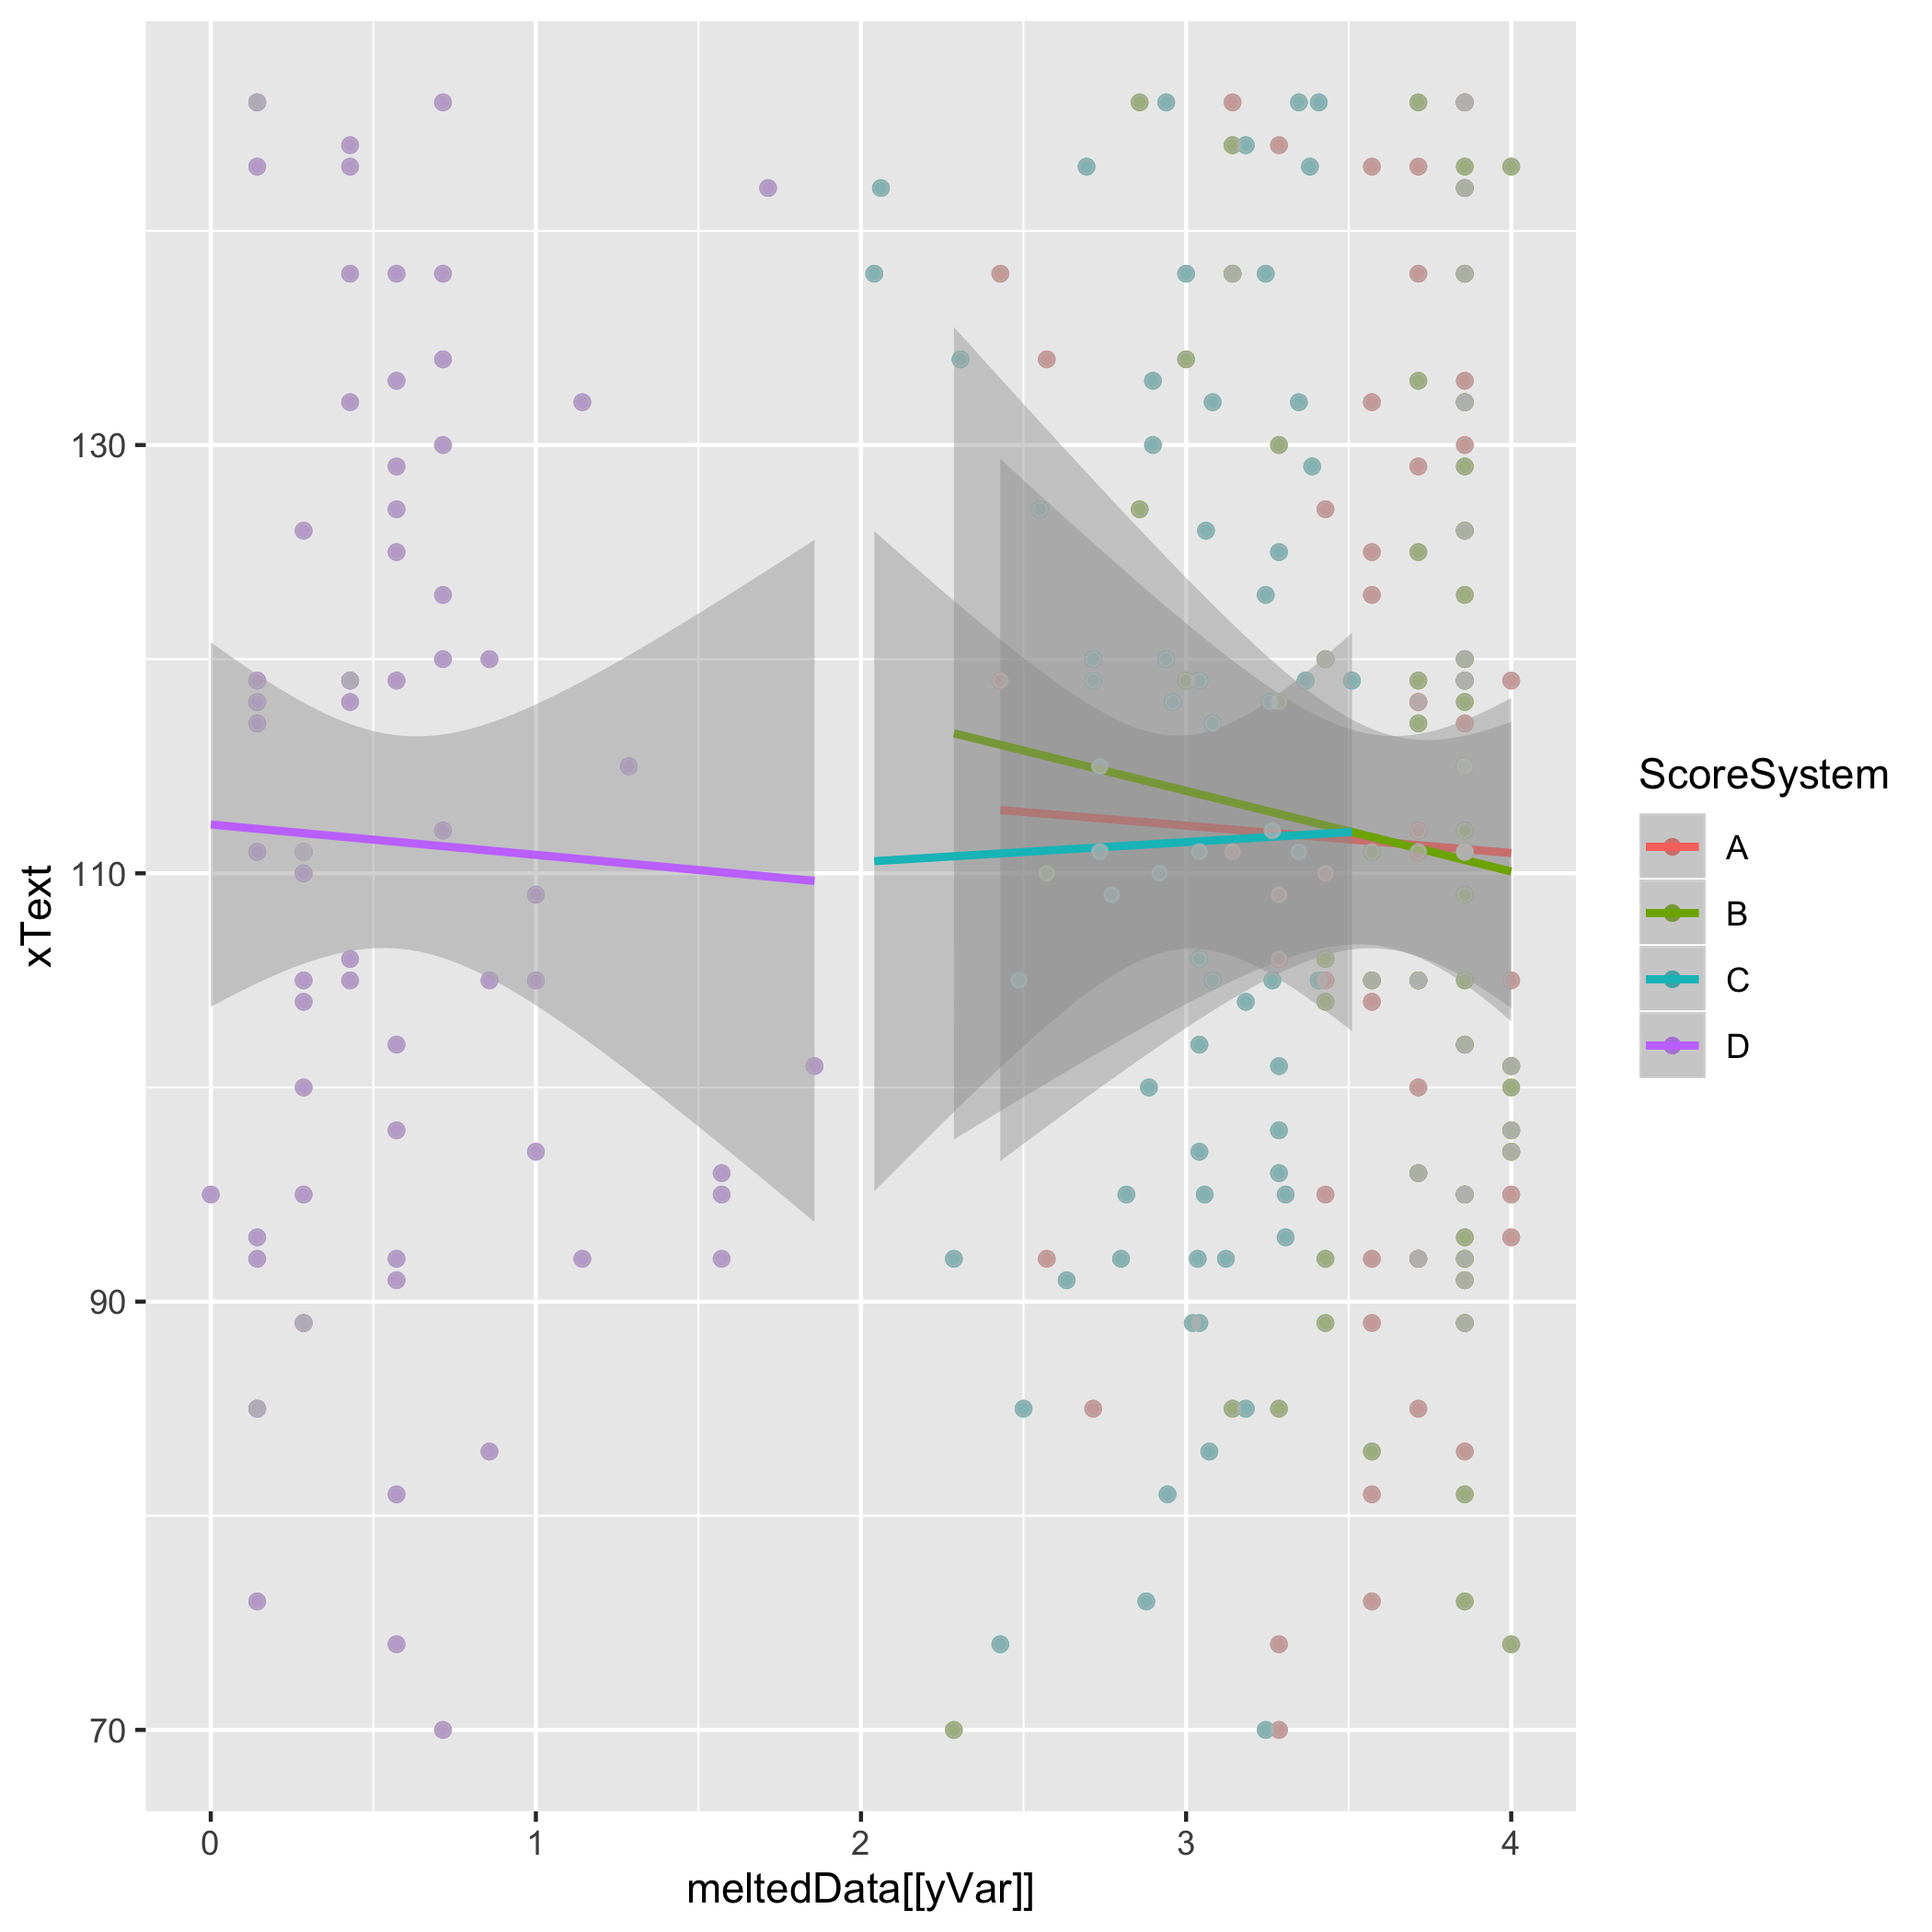 xText
130
110
90
70
0 1 2 3 4
meltedData[[yVar]]
ScoreSystem
A
B
C
D